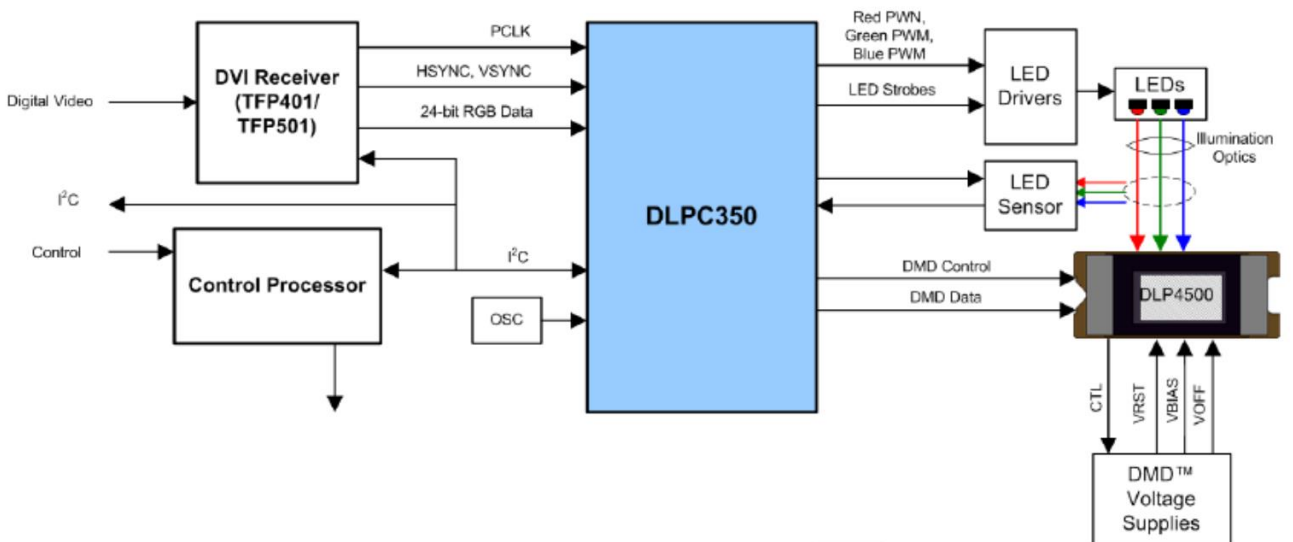 Digital Video
DVI Receiver
(TFP401/
TFP501)
PCLK
HSYNC, VSYNC
24-bit RGB Data
I²C
Control
Control Processor
I²C
OSC
DLPC350
Red PWN,
Green PWM,
Blue PWM
LED Strobes
LED
Drivers
LEDs
Illumination
Optics
LED
Sensor
DMD Control
DMD Data
DLP4500
CTL
VRST
VBIAS
VOFF
DMD™
Voltage
Supplies